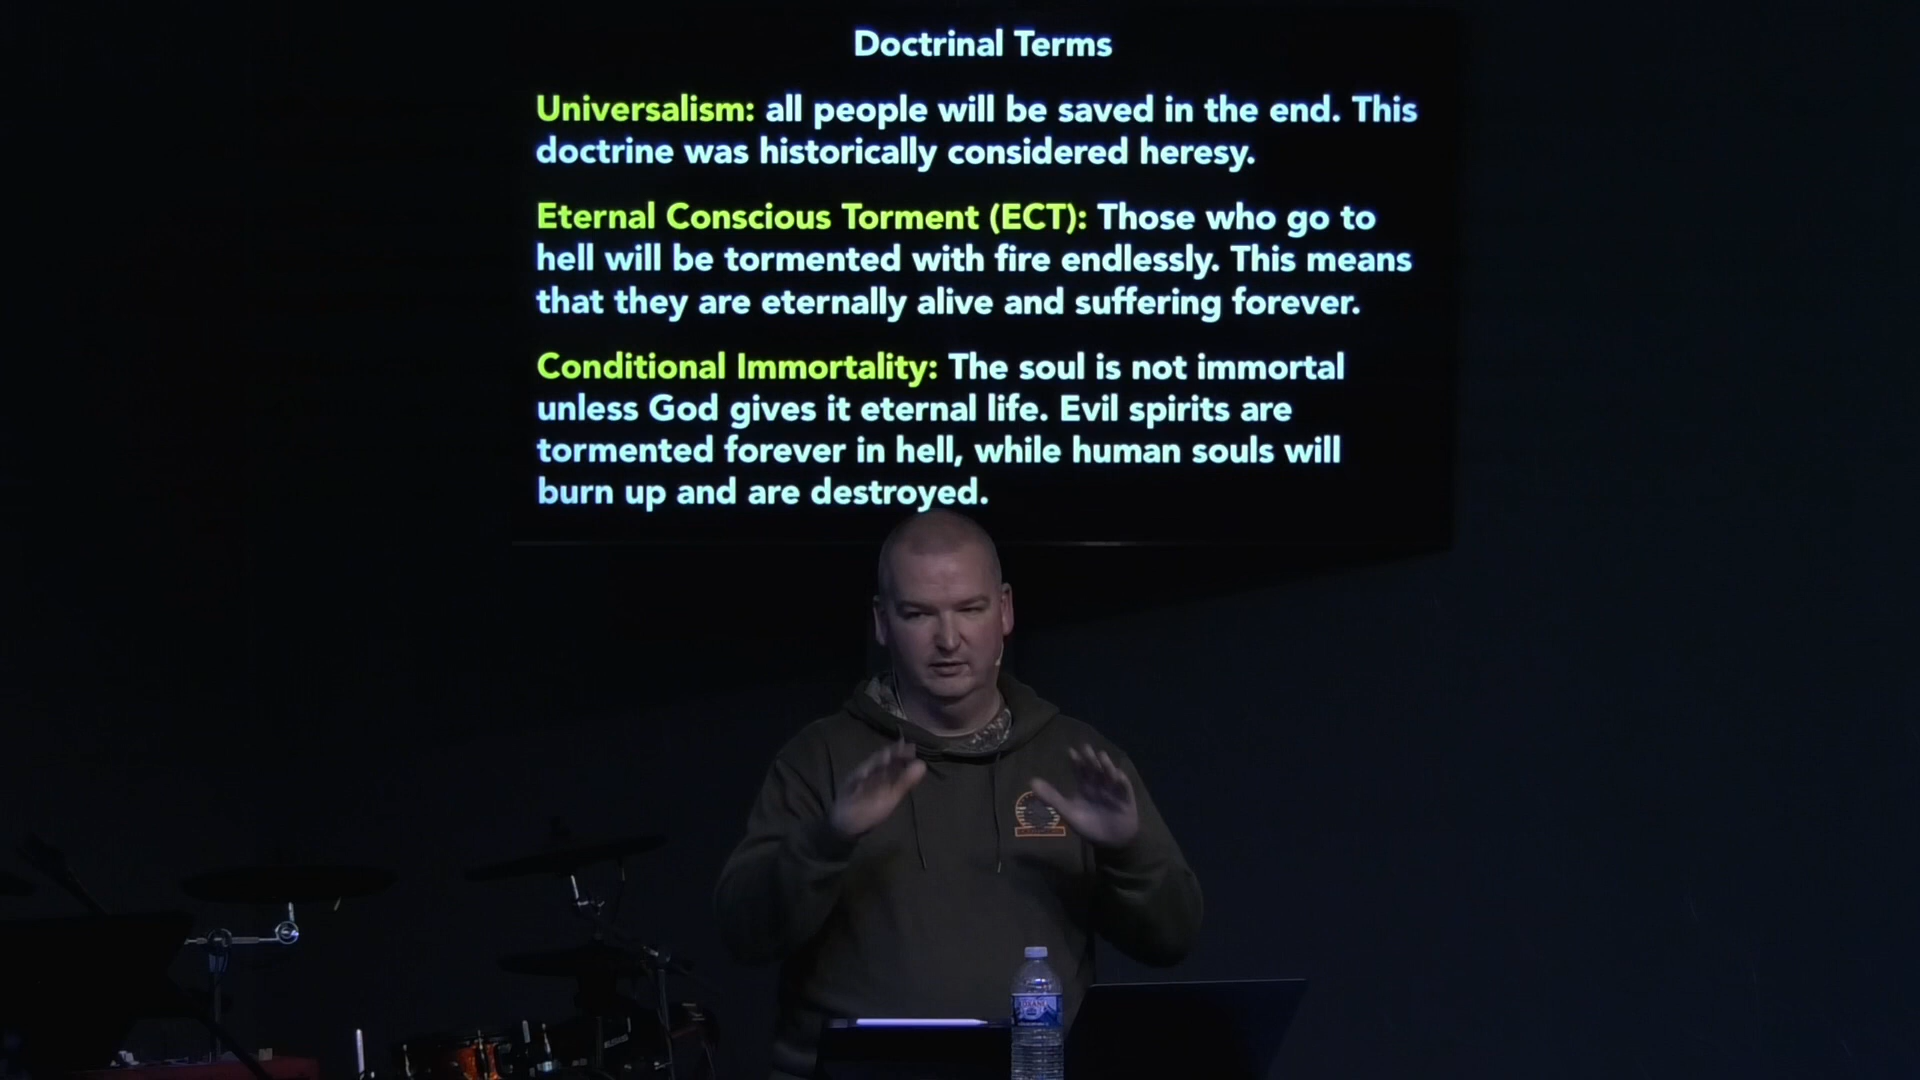 Doctrinal Terms
Universalism: all people will be saved in the end. This
doctrine was historically considered heresy.
Eternal Conscious Torment (ECT): Those who go to
hell will be tormented with fire endlessly. This means
that they are eternally alive and suffering forever.
Conditional Immortality: The soul is not immortal
unless God gives it eternal life. Evil spirits are
tormented forever in hell, while human souls will
burn up and are destroyed.